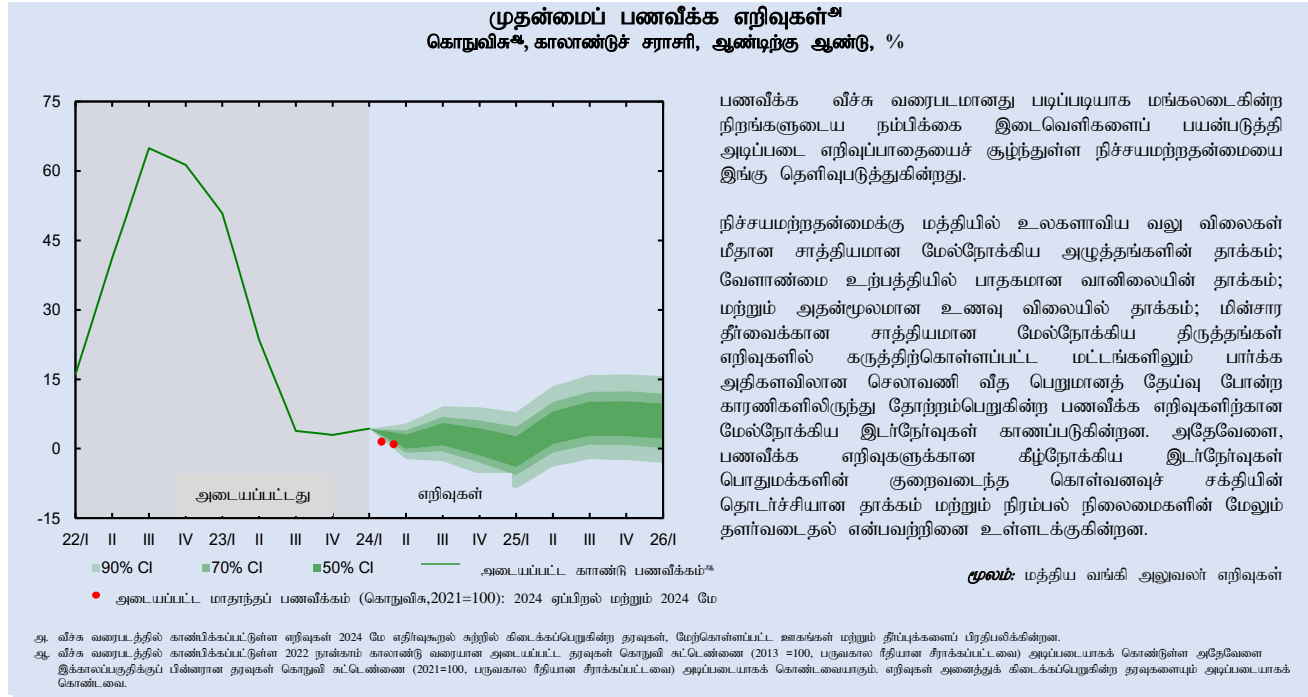 முதன்மைப் பணவீக்க எறிவுகள்அ
கொநுவிசுஆ, காலாண்டுச் சராசரி, ஆண்டிற்கு ஆண்டு, %
75
60
45
30
15
0
-15
அடையப்பட்டது
எறிவுகள்
22/I II III IV 23/I II III IV 24/I II III IV 25/I II III IV 26/I
90% CI 70% CI 50% CI அடையப்பட்ட காாண்டு பணவீக்கம்ஆ
அடையப்பட்ட மாதாந்தப் பணவீக்கம் (கொநுவிசு,2021=100): 2024 ஏப்பிறல் மற்றும் 2024 மே
பணவீக்க வீச்சு வரைபடமானது படிப்படியாக மங்கலடைகின்ற
நிறங்களுடைய நம்பிக்கை இடைவெளிகளைப் பயன்படுத்தி
அடிப்படை எறிவுப்பாதையைச் சூழ்ந்துள்ள நிச்சயமற்றதன்மையை
இங்கு தெளிவுபடுத்துகின்றது.
நிச்சயமற்றதன்மைக்கு மத்தியில் உலகளாவிய வலு விலைகள்
மீதான சாத்தியமான மேல்நோக்கிய அழுத்தங்களின் தாக்கம்;
வேளாண்மை உற்பத்தியில் பாதகமான வானிலையின் தாக்கம்;
மற்றும் அதன்மூலமான உணவு விலையில் தாக்கம்; மின்சார
தீர்வைக்கான சாத்தியமான மேல்நோக்கிய திருத்தங்கள்
எறிவுகளில் கருத்திற்கொள்ளப்பட்ட மட்டங்களிலும் பார்க்க
அதிகளவிலான செலாவணி வீத பெறுமானத் தேய்வு போன்ற
காரணிகளிலிருந்து தோற்றம்பெறுகின்ற பணவீக்க எறிவுகளிற்கான
மேல்நோக்கிய இடர்நேர்வுகள் காணப்படுகின்றன. அதேவேளை,
பணவீக்க எறிவுகளுக்கான கீழ்நோக்கிய இடர்நேர்வுகள்
பொதுமக்களின் குறைவடைந்த கொள்வனவுச் சக்தியின்
தொடர்ச்சியான தாக்கம் மற்றும் நிரம்பல் நிலைமைகளின் மேலும்
தளர்வடைதல் என்பவற்றினை உள்ளடக்குகின்றன.
மூலம்: மத்திய வங்கி அலுவலர் எறிவுகள்
அ. வீச்சு வரைபடத்தில் காண்பிக்கப்பட்டுள்ள எறிவுகள் 2024 மே எதிர்வுகூறல் சுற்றில் கிடைக்கப்பெறுகின்ற தரவுகள், மேற்கொள்ளப்பட்ட ஊகங்கள் மற்றும் தீர்ப்புக்களைப் பிரதிபலிக்கின்றன.
ஆ. வீச்சு வரைபடத்தில் காண்பிக்கப்பட்டுள்ள 2022 நான்காம் காலாண்டு வரையான அடையப்பட்ட தரவுகள் கொநுவி சுட்டெண்ணை (2013 =100, பருவகால ரீதியான சீராக்கப்பட்டவை) அடிப்படையாகக் கொண்டுள்ள அதேவேளை
இக்காலப்பகுதிக்குப் பின்னரான தரவுகள் கொநுவி சுட்டெண்ணை (2021=100, பருவகால ரீதியான சீராக்கப்பட்டவை) அடிப்படையாகக் கொண்டவையாகும். எறிவுகள் அனைத்துக் கிடைக்கப்பெறுகின்ற தரவுகளையும் அடிப்படையாகக்
கொண்டவை.